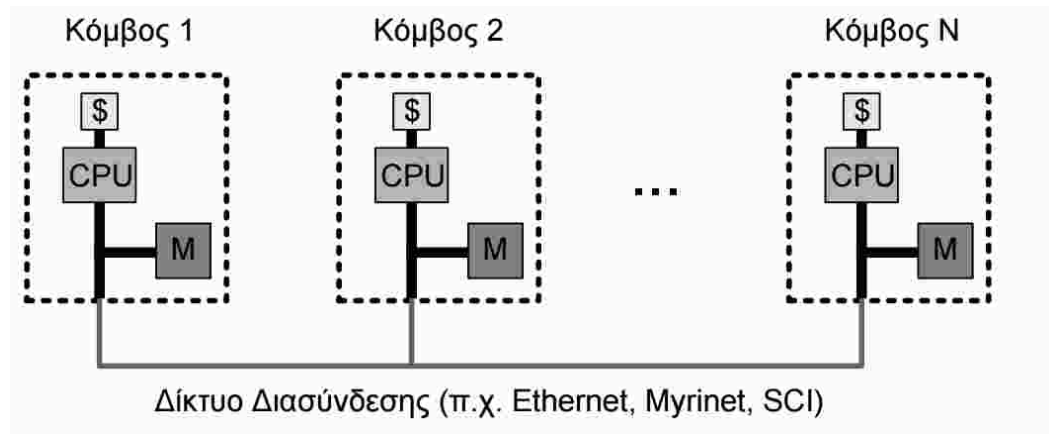 Κόμβος 1 Κόμβος 2 Κόμβος N
$ $ $
CPU CPU ... CPU
M M M
Δίκτυο Διασύνδεσης (π.χ. Ethernet, Myrinet, SCI)